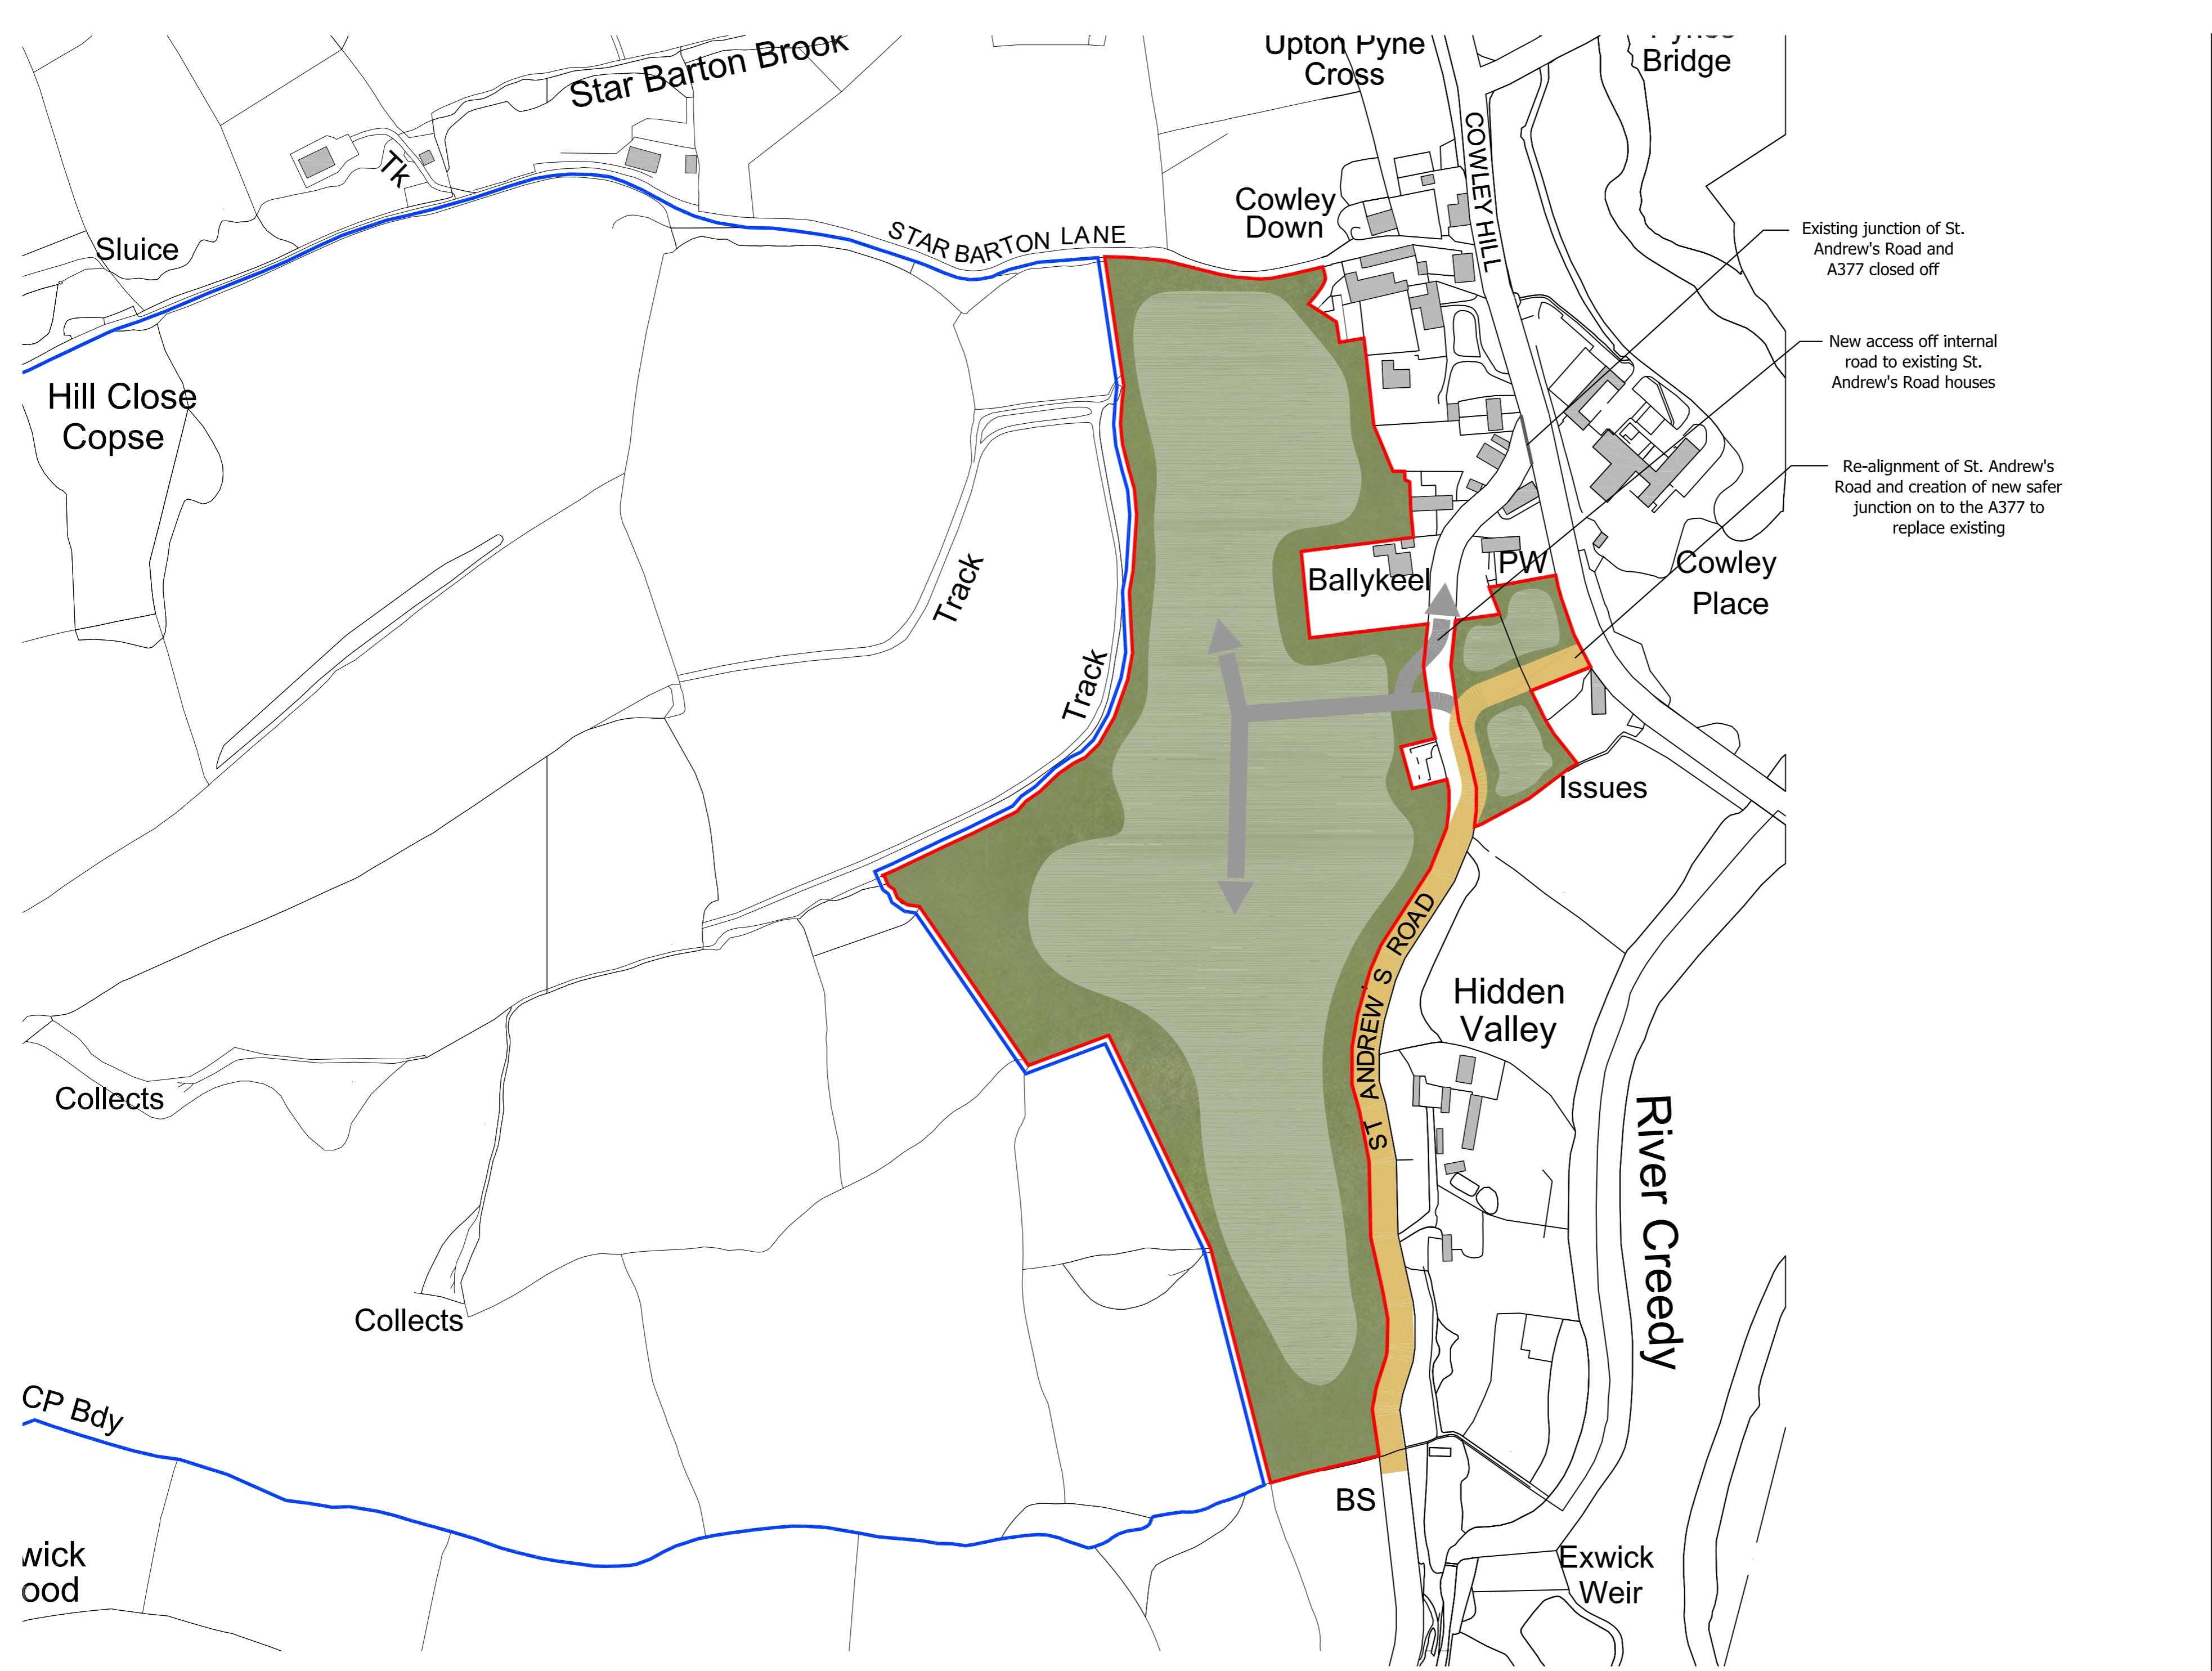 Star Barton Brook
Upton Pyne
Cross
Bridge
Tk
COWLEY HILL
Cowley
Down
STAR BARTON LANE
Sluice
Existing junction of St.
Andrew's Road and
A377 closed off
New access off internal
road to existing St.
Andrew's Road houses
Hill Close
Copse
Re-alignment of St. Andrew's
Road and creation of new safer
junction on to the A377 to
replace existing
Track
Ballykeel
PW
Cowley
Place
Track
Issues
ST ANDREW'S ROAD
Hidden
Valley
Collects
River Creedy
Collects
CP Bdy
BS
wick
ood
Exwick
Weir